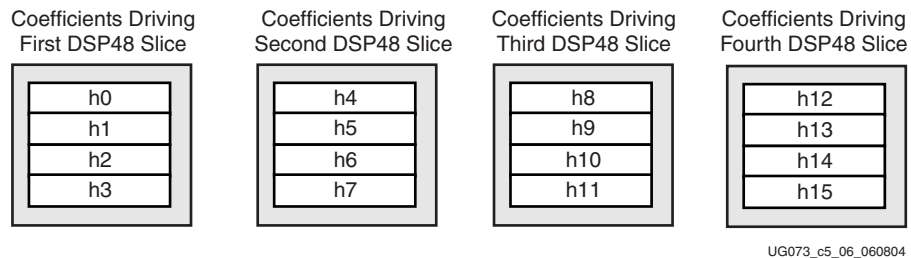 Coefficients Driving
First DSP48 Slice
h0
h1
h2
h3
Coefficients Driving
Second DSP48 Slice
h4
h5
h6
h7
Coefficients Driving
Third DSP48 Slice
h8
h9
h10
h11
Coefficients Driving
Fourth DSP48 Slice
h12
h13
h14
h15
UG073_c5_06_060804